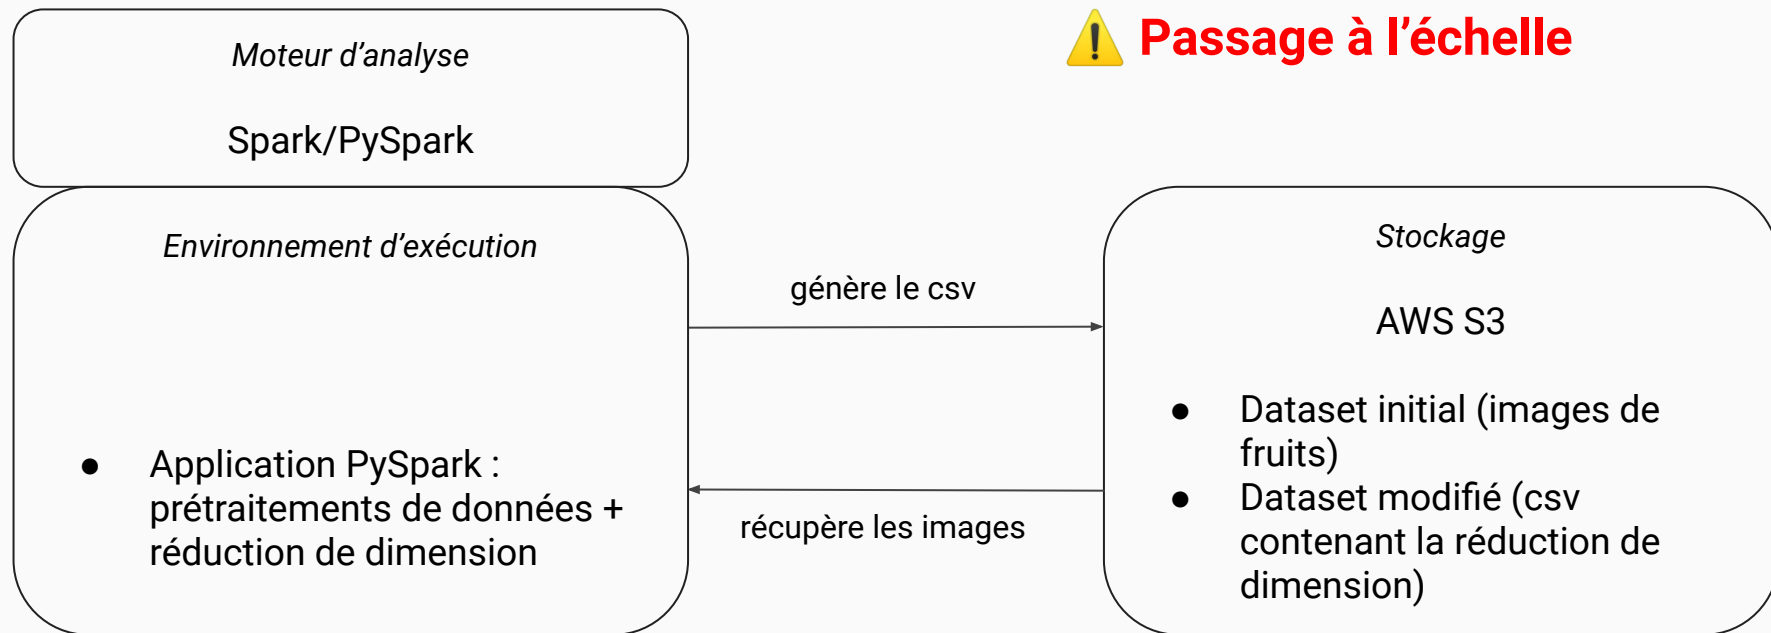 Moteur d’analyse
Spark/PySpark
⚠️ Passage à l’échelle
Environnement d’exécution
● Application PySpark :
prétraitements de données +
réduction de dimension
génère le csv
récupère les images
Stockage
AWS S3
● Dataset initial (images de
fruits)
● Dataset modifié (csv
contenant la réduction de
dimension)